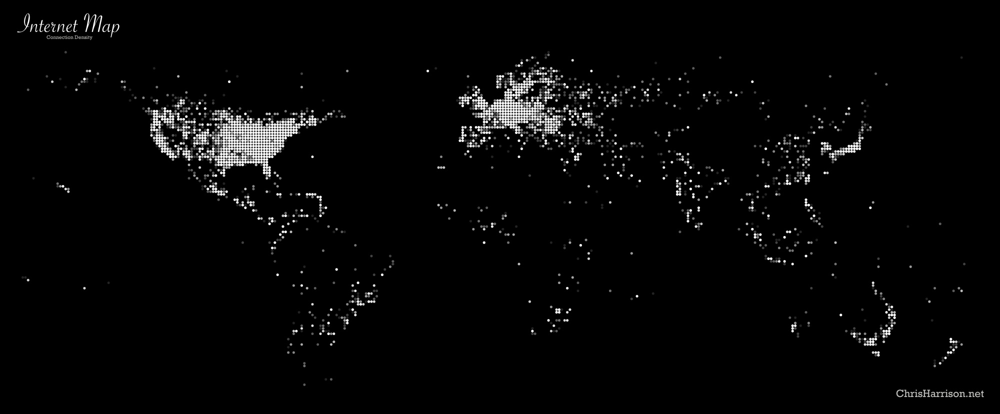 Internet Map
Connection Density
ChrisHarrison.net